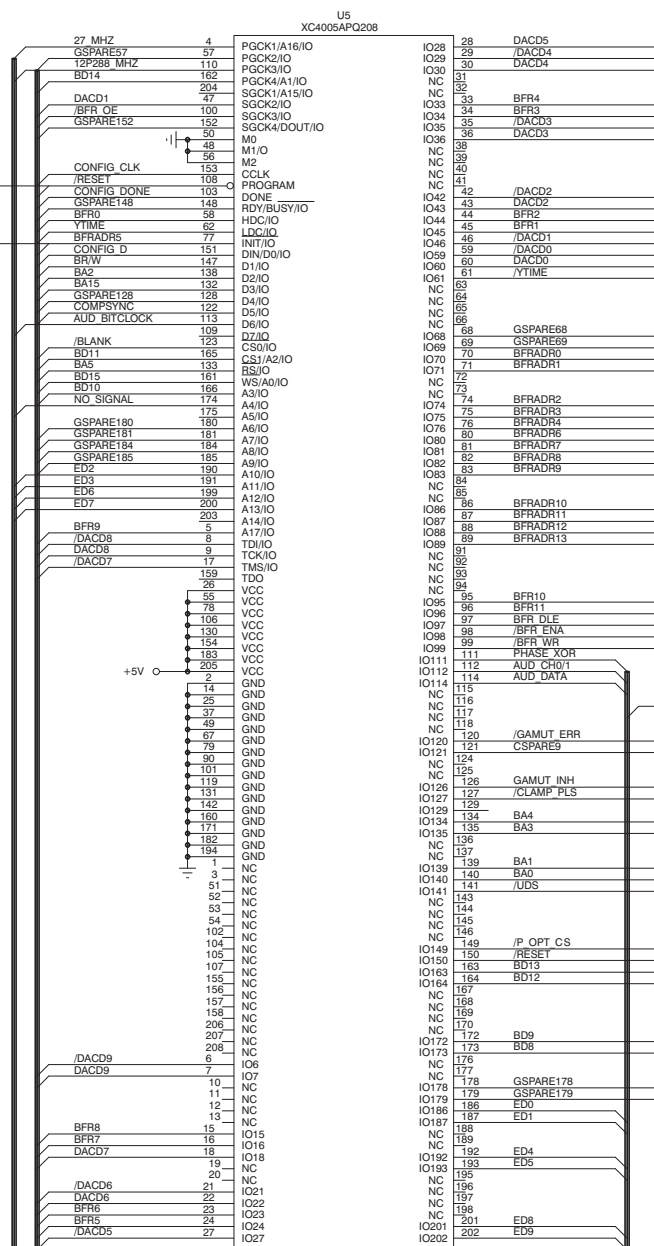 U5
XC4005APQ208
27_MHZ 4 PGCK1/A16/IO
GSPARE57 57 PGCK2/IO
12P288_MHZ 110 PGCK3/IO
BD14 162 PGCK4/A1/IO
204 SGCK1/A15/IO
DACD1 47 SGCK2/IO
/BFR_OE 100 SGCK3/IO
GSPARE152 152 SGCK4/DOUT/IO
50 M0
48 M1/O
56 M2
CONFIG_CLK 153 CCLK
/RESET 108 PROGRAM
CONFIG_DONE 103 DONE
GSPARE148 148 RDY/BUSY/IO
BFR0 58 HDC/IO
YTIME 62 LDC/IO
BFRADR5 77 INIT/IO
CONFIG_D 151 DIN/D0/IO
BR/W 147 D1/IO
BA2 138 D2/IO
BA15 132 D3/IO
GSPARE128 128 D4/IO
COMPSYNC 122 D5/IO
AUD_BITCLOCK 113 D6/IO
109 D7/IO
/BLANK 123 CS0/IO
BD11 165 CS1/A2/IO
BA5 133 RS/IO
BD15 161 WS/A0/IO
BD10 166 A3/IO
NO_SIGNAL 174 A4/IO
175 A5/IO
GSPARE180 180 A6/IO
GSPARE181 181 A7/IO
GSPARE184 184 A8/IO
GSPARE185 185 A9/IO
ED2 190 A10/IO
ED3 191 A11/IO
ED6 199 A12/IO
ED7 200 A13/IO
203 A14/IO
BFR9 5 A17/IO
/DACD8 8 TDI/IO
DACD8 9 TCK/IO
/DACD7 17 TMS/IO
159 TDO
26 VCC
55 VCC
78 VCC
106 VCC
130 VCC
154 VCC
183 VCC
+5V 205 VCC
2 GND
14 GND
25 GND
37 GND
49 GND
67 GND
79 GND
90 GND
101 GND
119 GND
131 GND
142 GND
160 GND
171 GND
182 GND
194 GND
1 NC
3 NC
51 NC
52 NC
53 NC
54 NC
102 NC
104 NC
105 NC
107 NC
155 NC
156 NC
157 NC
158 NC
206 NC
207 NC
208 NC
/DACD9 6 IO6
DACD9 7 IO7
10 NC
11 NC
12 NC
13 NC
BFR8 15 IO15
BFR7 16 IO16
DACD7 18 IO18
19 NC
20 NC
/DACD6 21 IO21
DACD6 22 IO22
BFR6 23 IO23
BFR5 24 IO24
/DACD5 27 IO27
IO28 28 DACD5
IO29 29 /DACD4
IO30 30 DACD4
NC 31
NC 32
IO33 33 BFR4
IO34 34 BFR3
IO35 35 /DACD3
IO36 36 DACD3
NC 38
NC 39
NC 40
NC 41
IO42 42 /DACD2
IO43 43 DACD2
IO44 44 BFR2
IO45 45 BFR1
IO46 46 /DACD1
IO59 59 /DACD0
IO60 60 DACD0
IO61 61 /YTIME
NC 63
NC 64
NC 65
NC 66
IO68 68 GSPARE68
IO69 69 GSPARE69
IO70 70 BFRADR0
IO71 71 BFRADR1
NC 72
NC 73
IO74 74 BFRADR2
IO75 75 BFRADR3
IO76 76 BFRADR4
IO80 80 BFRADR6
IO81 81 BFRADR7
IO82 82 BFRADR8
IO83 83 BFRADR9
NC 84
NC 85
IO86 86 BFRADR10
IO87 87 BFRADR11
IO88 88 BFRADR12
IO89 89 BFRADR13
NC 91
NC 92
NC 93
NC 94
IO95 95 BFR10
IO96 96 BFR11
IO97 97 BFR_DLE
IO98 98 /BFR_ENA
IO99 99 /BFR_WR
IO111 111 PHASE_XOR
IO112 112 AUD_CH0/1
IO114 114 AUD_DATA
NC 115
NC 116
NC 117
NC 118
IO120 120 /GAMUT_ERR
IO121 121 CSPARE9
NC 124
NC 125
IO126 126 GAMUT_INH
IO127 127 /CLAMP_PLS
IO129 129
IO134 134 BA4
IO135 135 BA3
NC 136
NC 137
IO139 139 BA1
IO140 140 BA0
IO141 141 /UDS
NC 143
NC 144
NC 145
NC 146
IO149 149 /P_OPT_CS
IO150 150 /RESET
IO163 163 BD13
IO164 164 BD12
NC 167
NC 168
NC 169
NC 170
IO172 172 BD9
IO173 173 BD8
NC 176
NC 177
IO178 178 GSPARE178
IO179 179 GSPARE179
IO186 186 ED0
IO187 187 ED1
NC 188
NC 189
IO192 192 ED4
IO193 193 ED5
NC 195
NC 196
NC 197
NC 198
IO201 201 ED8
IO202 202 ED9